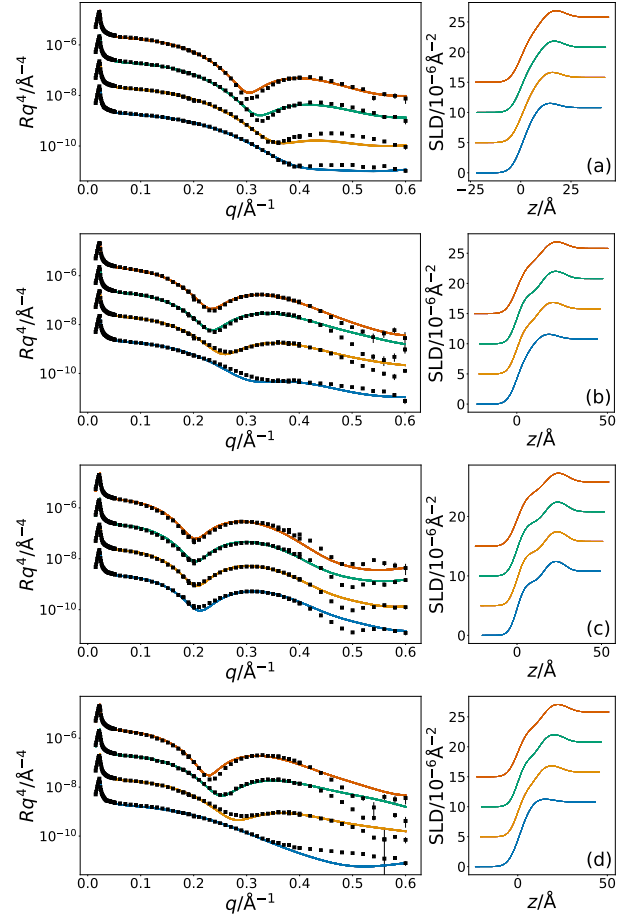 Rq⁴/Å⁻⁴
10⁻⁶
10⁻⁸
10⁻¹⁰
0.0 0.1 0.2 0.3 0.4 0.5 0.6
q/Å⁻¹
SLD/10⁻⁶Å⁻²
25
20
15
10
5
0
−25 0 25
z/Å
(a)
Rq⁴/Å⁻⁴
10⁻⁶
10⁻⁸
10⁻¹⁰
0.0 0.1 0.2 0.3 0.4 0.5 0.6
q/Å⁻¹
SLD/10⁻⁶Å⁻²
25
20
15
10
5
0
0 50
z/Å
(b)
Rq⁴/Å⁻⁴
10⁻⁶
10⁻⁸
10⁻¹⁰
0.0 0.1 0.2 0.3 0.4 0.5 0.6
q/Å⁻¹
SLD/10⁻⁶Å⁻²
20
10
0
0 50
z/Å
(c)
Rq⁴/Å⁻⁴
10⁻⁶
10⁻⁸
10⁻¹⁰
0.0 0.1 0.2 0.3 0.4 0.5 0.6
q/Å⁻¹
SLD/10⁻⁶Å⁻²
25
20
15
10
5
0
0 50
z/Å
(d)